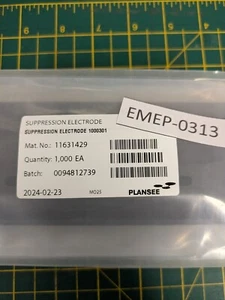 SUPPRESSION ELECTRODE
SUPPRESSION ELECTRODE 1000301
Mat. No.: 11631429
Quantity: 1,000 EA
Batch: 0094812739
2024-02-23
M025
PLANSEE
EMEP-0313